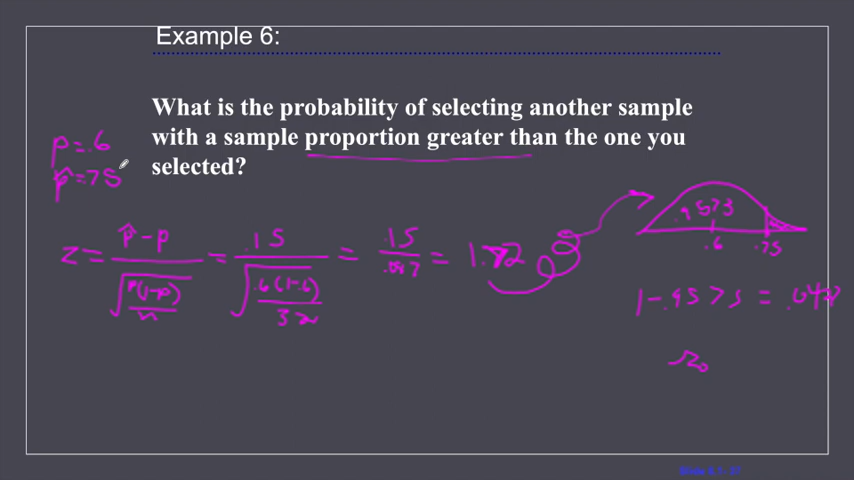 Example 6:
What is the probability of selecting another sample
with a sample proportion greater than the one you
selected?
p = .6
p̂ = .75
z = p̂ - p / √(p(1-p)/n) = .15 / √(.6(1-.6)/32) = .15/.087 = 1.72
.9573
.6 .75
1 - .9573 = .0427